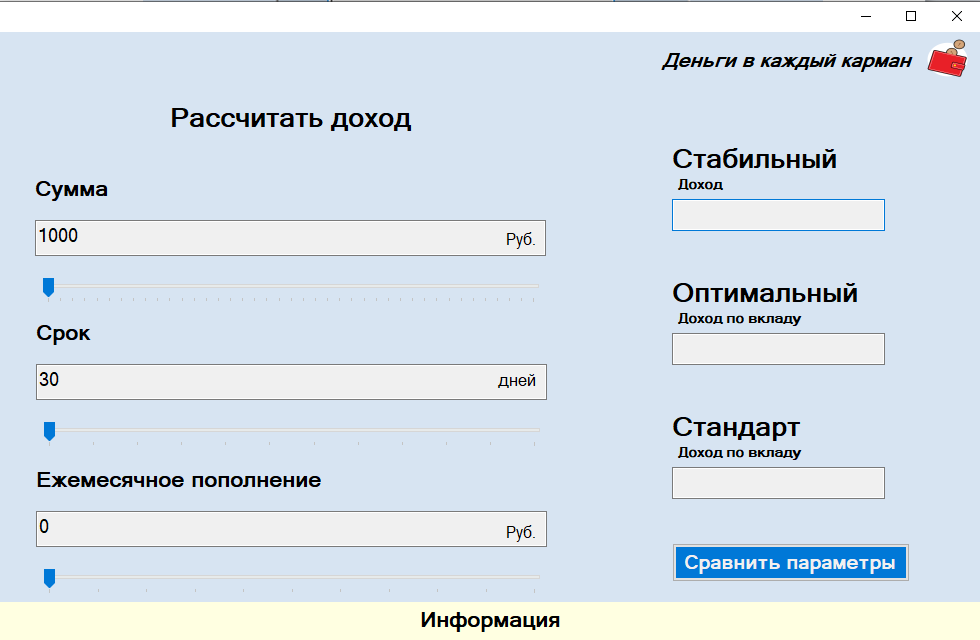 Деньги в каждый карман
Рассчитать доход
Сумма
1000 Руб.
Срок
30 дней
Ежемесячное пополнение
0 Руб.
Стабильный
Доход
Оптимальный
Доход по вкладу
Стандарт
Доход по вкладу
Сравнить параметры
Информация